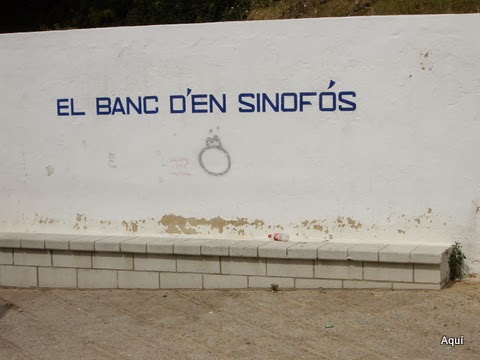 EL BANC D'EN SINOFÓS
Aquí